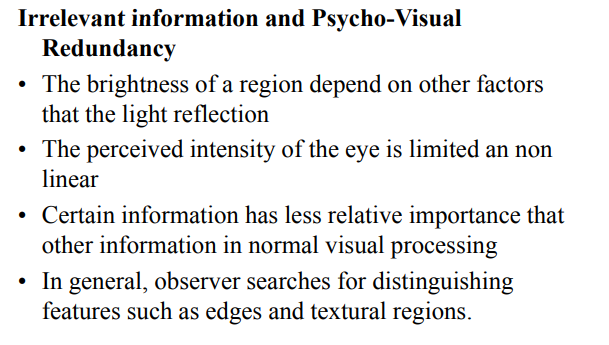 Irrelevant information and Psycho-Visual
Redundancy
• The brightness of a region depend on other factors
that the light reflection
• The perceived intensity of the eye is limited an non
linear
• Certain information has less relative importance that
other information in normal visual processing
• In general, observer searches for distinguishing
features such as edges and textural regions.